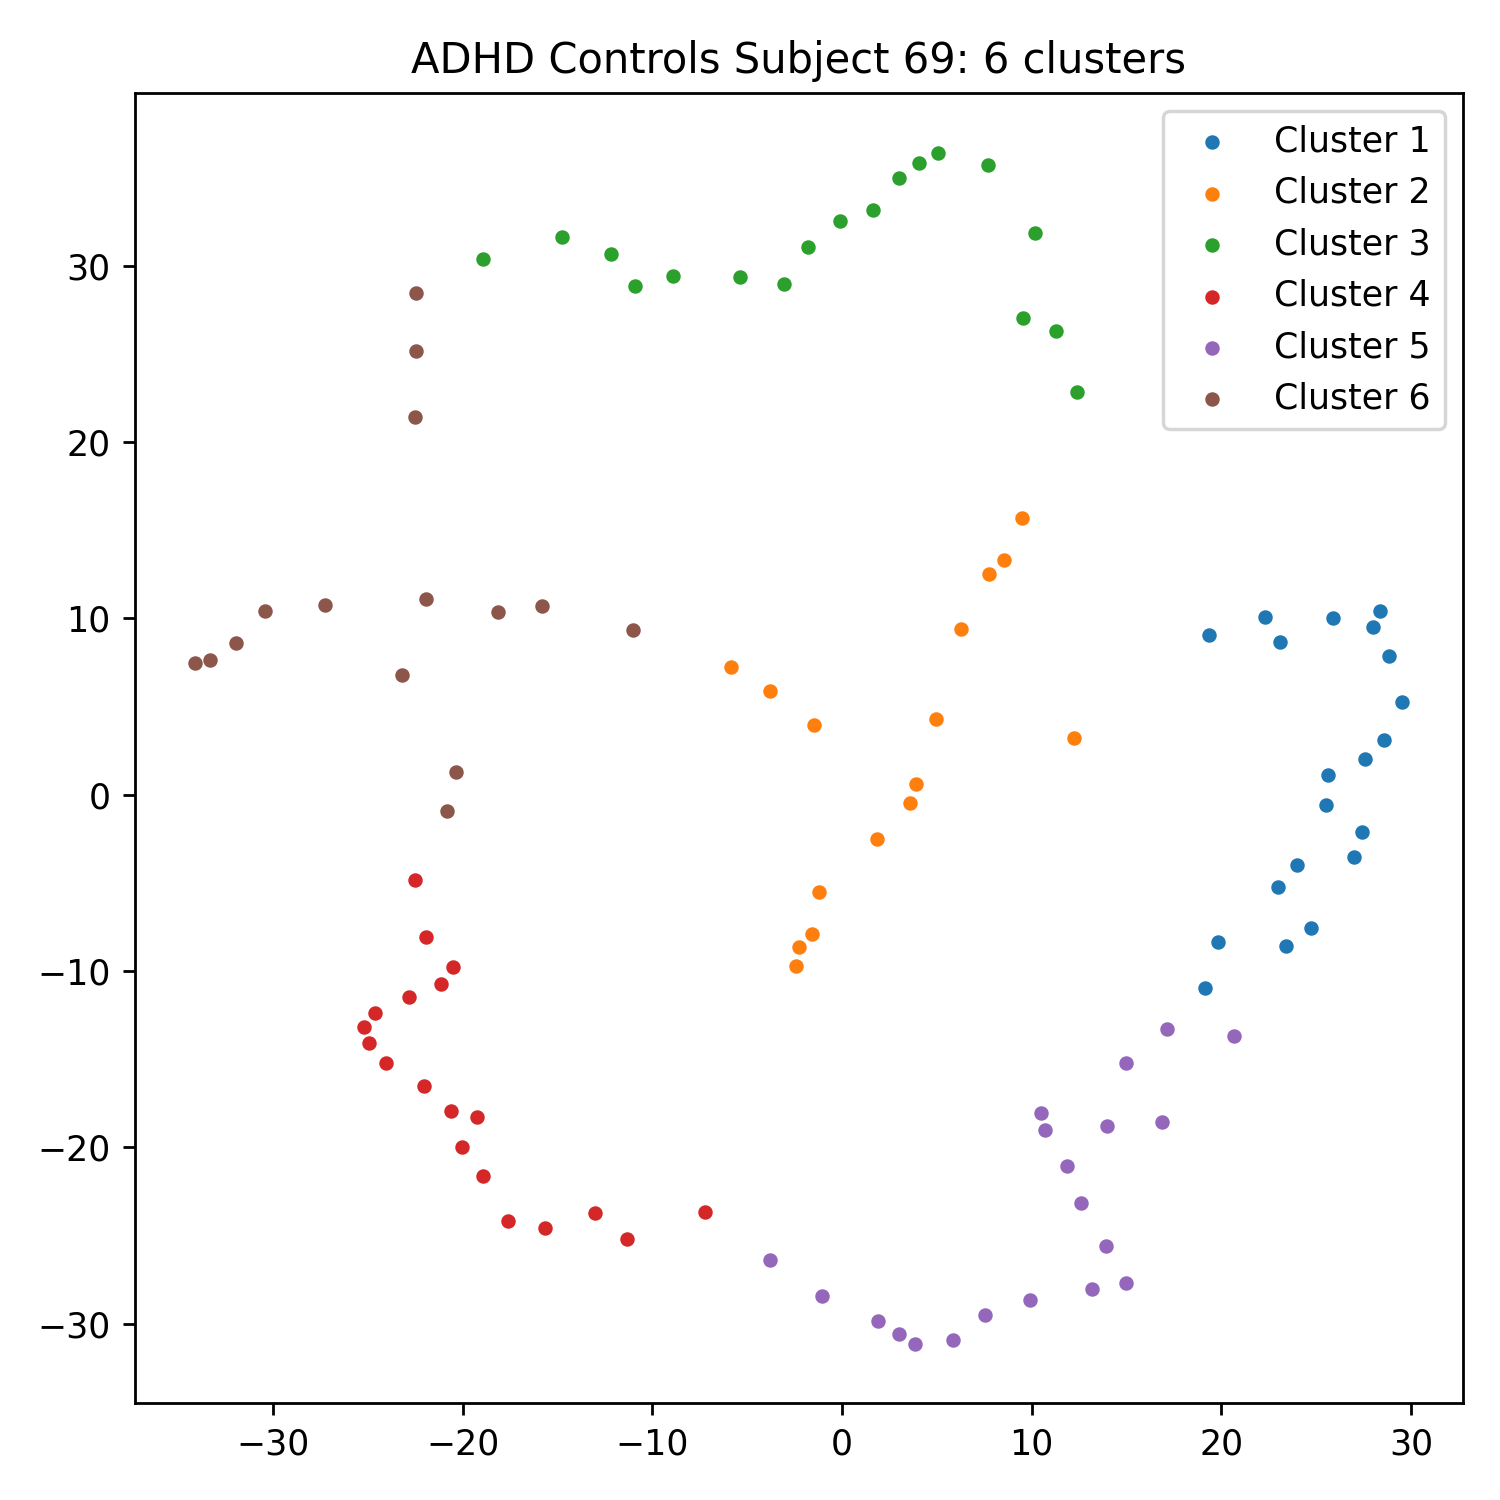 ADHD Controls Subject 69: 6 clusters
Cluster 1
Cluster 2
Cluster 3
Cluster 4
Cluster 5
Cluster 6
30
20
10
0
−10
−20
−30
−30 −20 −10 0 10 20 30